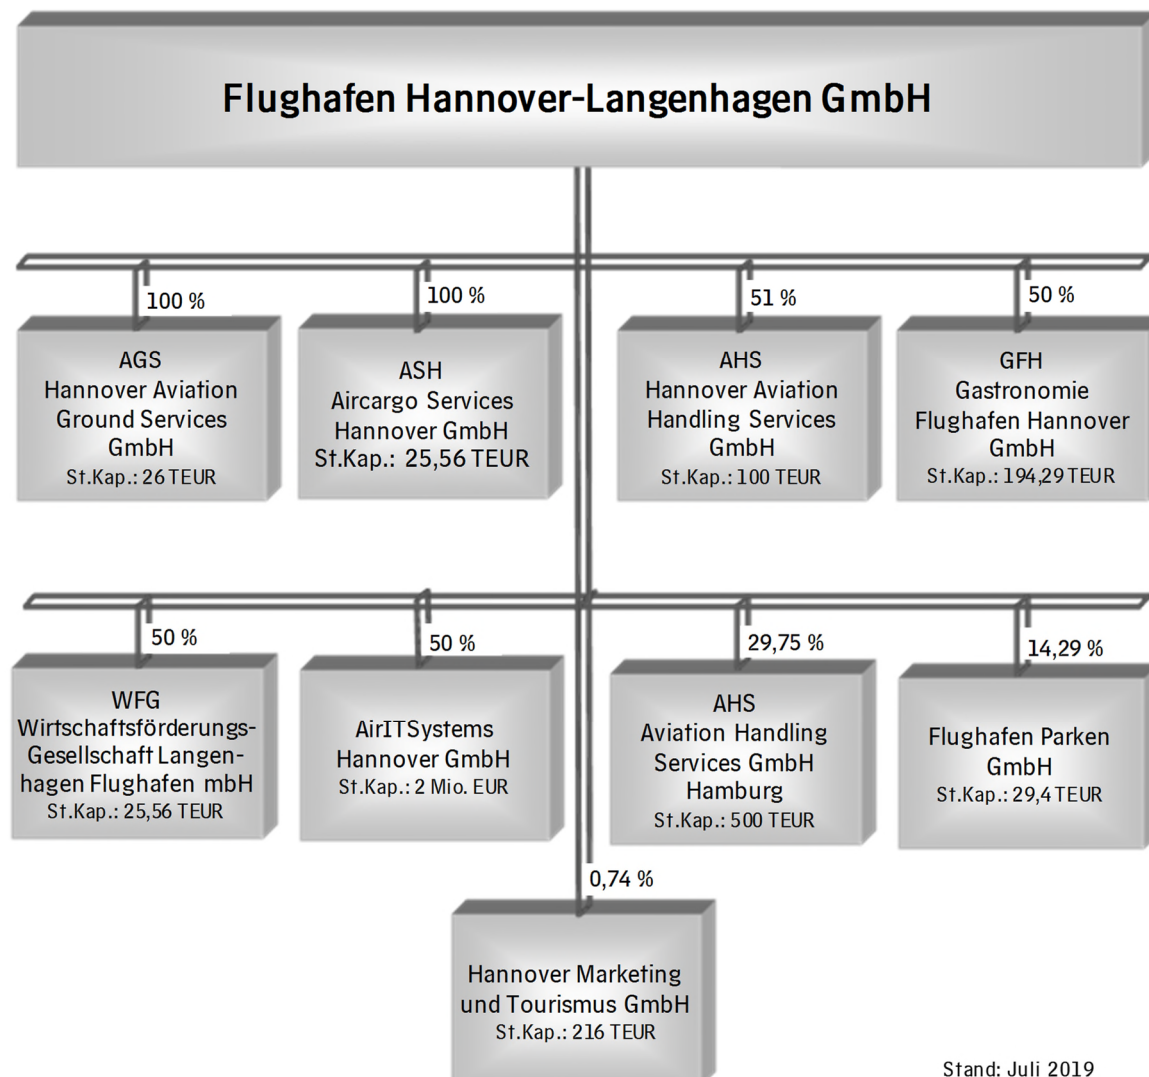 Flughafen Hannover-Langenhagen GmbH
100 %
100 %
51 %
50 %
AGS
Hannover Aviation
Ground Services
GmbH
St.Kap.: 26 TEUR
ASH
Aircargo Services
Hannover GmbH
St.Kap.: 25,56 TEUR
AHS
Hannover Aviation
Handling Services
GmbH
St.Kap.: 100 TEUR
GFH
Gastronomie
Flughafen Hannover
GmbH
St.Kap.: 194,29 TEUR
50 %
50 %
29,75 %
14,29 %
WFG
Wirtschaftsförderungs-
Gesellschaft Langen-
hagen Flughafen mbH
St.Kap.: 25,56 TEUR
AirITSystems
Hannover GmbH
St.Kap.: 2 Mio. EUR
AHS
Aviation Handling
Services GmbH
Hamburg
St.Kap.: 500 TEUR
Flughafen Parken
GmbH
St.Kap.: 29,4 TEUR
0,74 %
Hannover Marketing
und Tourismus GmbH
St.Kap.: 216 TEUR
Stand: Juli 2019